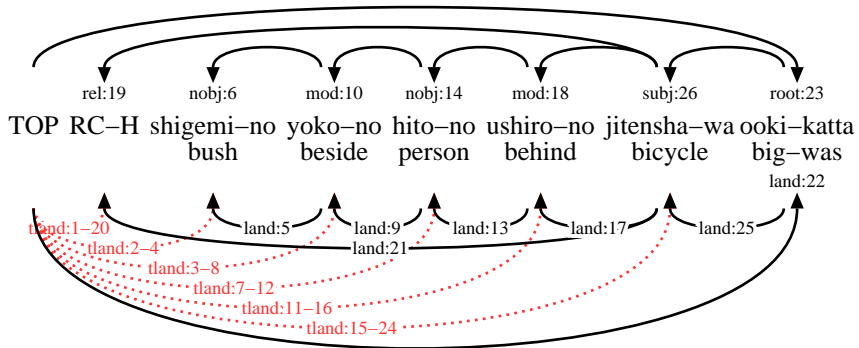 rel:19 nobj:6 mod:10 nobj:14 mod:18 subj:26 root:23
TOP RC−H shigemi−no yoko−no hito−no ushiro−no jitensha−wa ooki−katta
bush beside person behind bicycle big−was
land:22
tland:1−20 land:5 land:9 land:13 land:17 land:25
tland:2−4 land:21
tland:3−8
tland:7−12
tland:11−16
tland:15−24